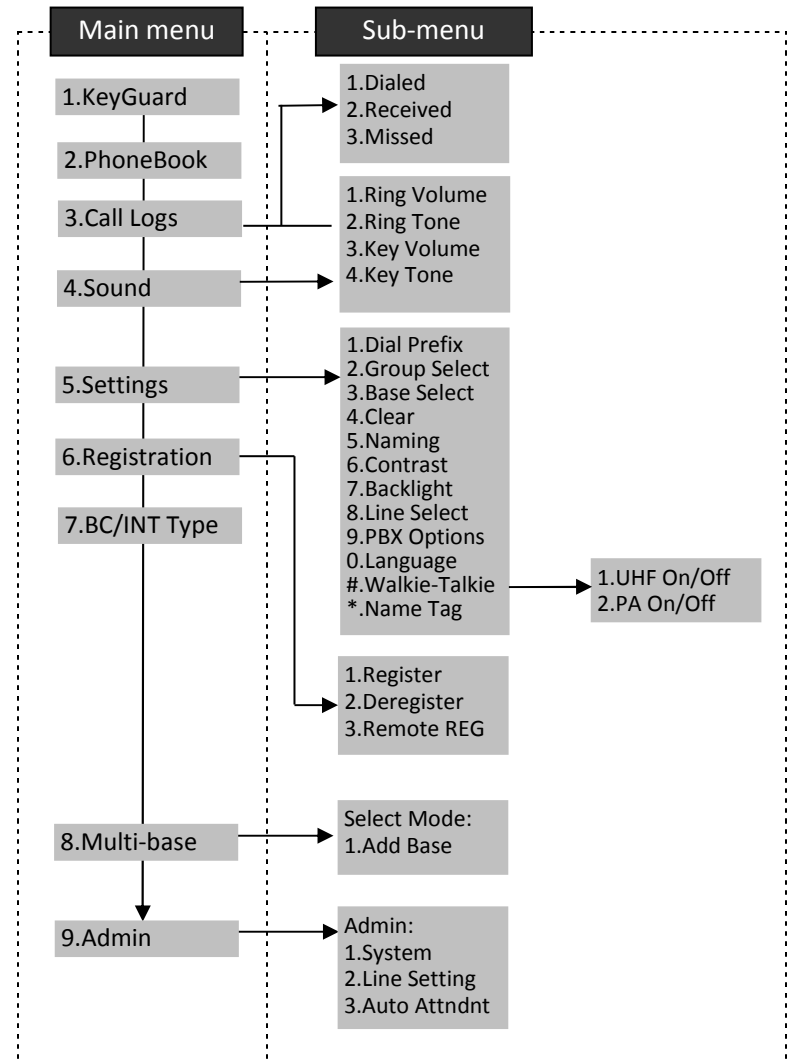 Main menu
Sub-menu
1.KeyGuard
2.PhoneBook
3.Call Logs
4.Sound
5.Settings
6.Registration
7.BC/INT Type
8.Multi-base
9.Admin
1.Dialed
2.Received
3.Missed
1.Ring Volume
2.Ring Tone
3.Key Volume
4.Key Tone
1.Dial Prefix
2.Group Select
3.Base Select
4.Clear
5.Naming
6.Contrast
7.Backlight
8.Line Select
9.PBX Options
0.Language
#.Walkie-Talkie
*.Name Tag
1.UHF On/Off
2.PA On/Off
1.Register
2.Deregister
3.Remote REG
Select Mode:
1.Add Base
Admin:
1.System
2.Line Setting
3.Auto Attndnt